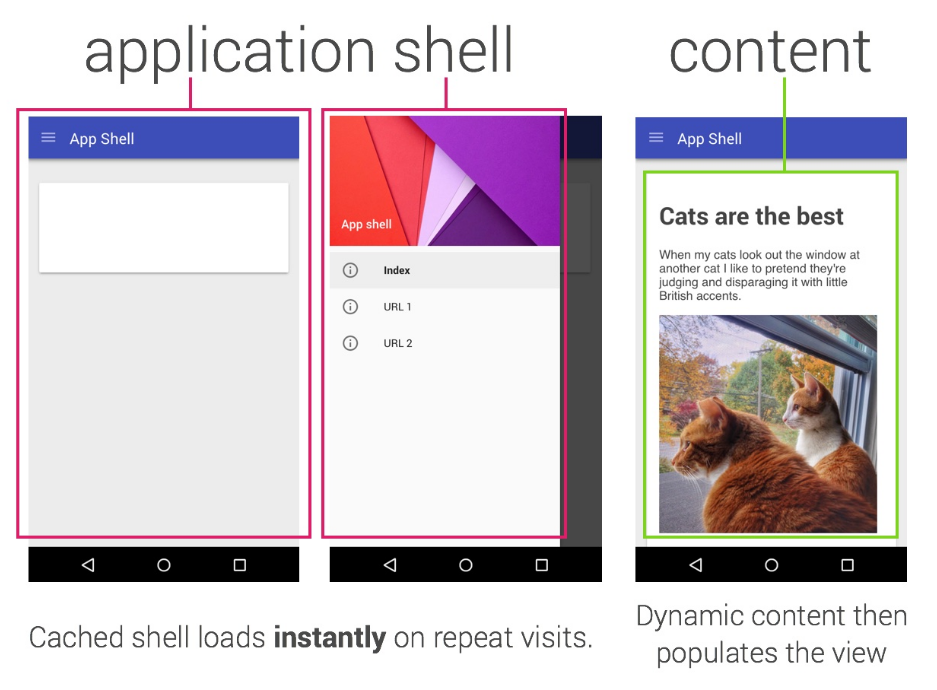 application shell
content
App Shell
App shell
Index
URL 1
URL 2
App Shell
Cats are the best
When my cats look out the window at
another cat I like to pretend they're
judging and disparaging it with little
British accents.
Cached shell loads instantly on repeat visits.
Dynamic content then
populates the view